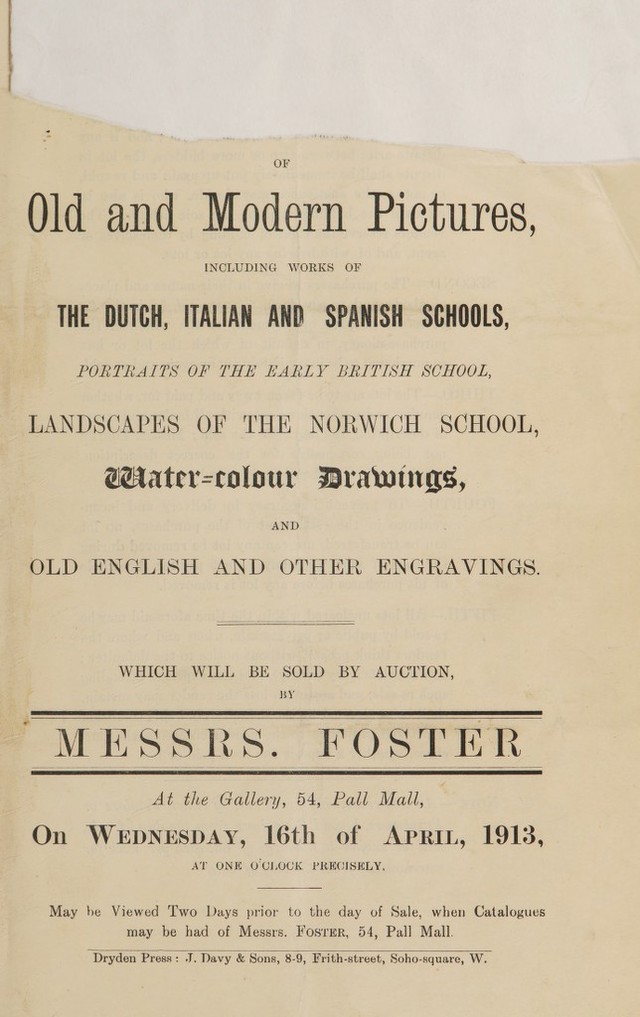 OF
Old and Modern Pictures,
INCLUDING WORKS OF
THE DUTCH, ITALIAN AND SPANISH SCHOOLS,
PORTRAITS OF THE EARLY BRITISH SCHOOL,
LANDSCAPES OF THE NORWICH SCHOOL,
Water-colour Drawings,
AND
OLD ENGLISH AND OTHER ENGRAVINGS.
WHICH WILL BE SOLD BY AUCTION,
BY
MESSRS. FOSTER
At the Gallery, 54, Pall Mall,
On WEDNESDAY, 16th of APRIL, 1913,
AT ONE O'CLOCK PRECISELY.
May be Viewed Two Days prior to the day of Sale, when Catalogues
may be had of Messrs. FOSTER, 54, Pall Mall.
Dryden Press: J. Davy & Sons, 8-9, Frith-street, Soho-square, W.